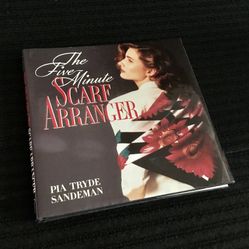 The
Five
Minute
SCARF
ARRANGER
PIA TRYDE
SANDEMAN